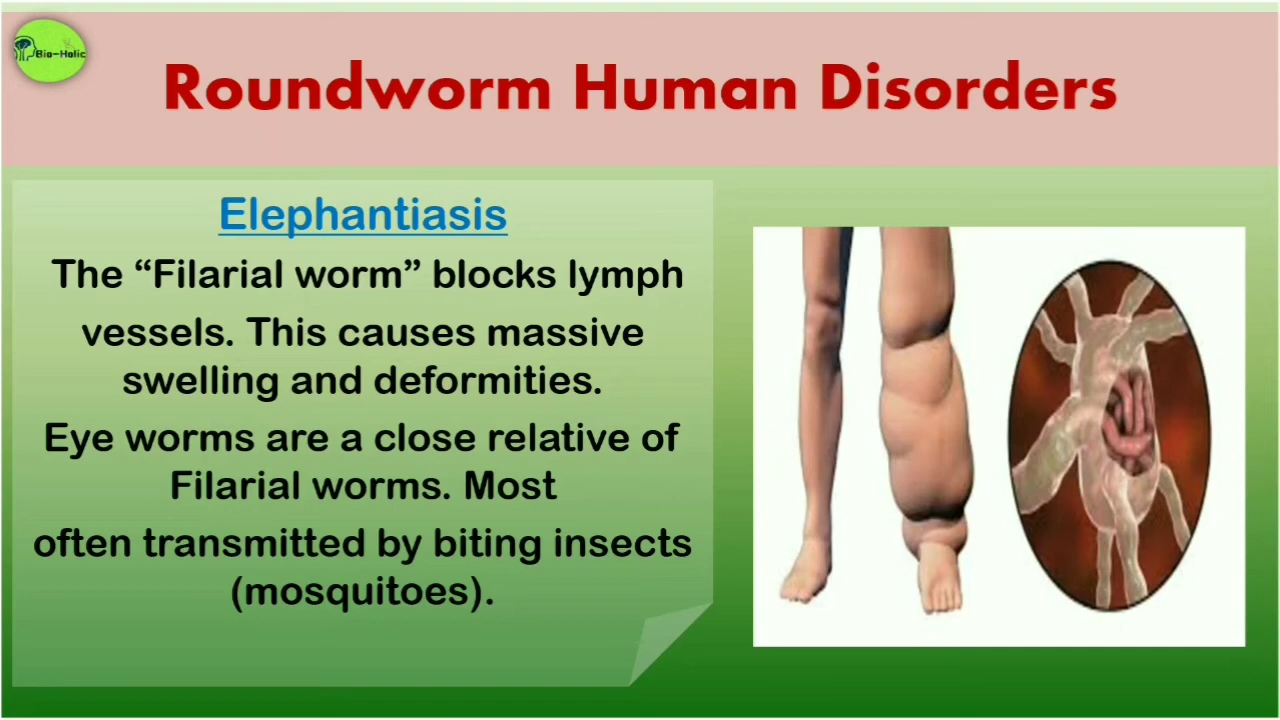 Bio-Holic
Roundworm Human Disorders
Elephantiasis
The “Filarial worm” blocks lymph
vessels. This causes massive
swelling and deformities.
Eye worms are a close relative of
Filarial worms. Most
often transmitted by biting insects
(mosquitoes).